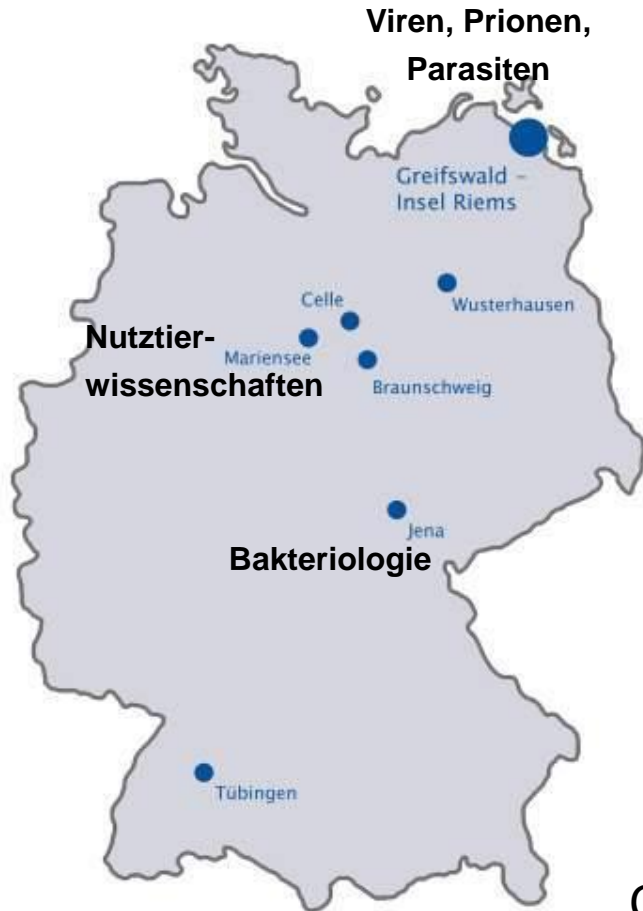 Viren, Prionen,
Parasiten
Greifswald –
Insel Riems
Wusterhausen
Celle
Nutztier-
wissenschaften
Mariensee
Braunschweig
Jena
Bakteriologie
Tübingen